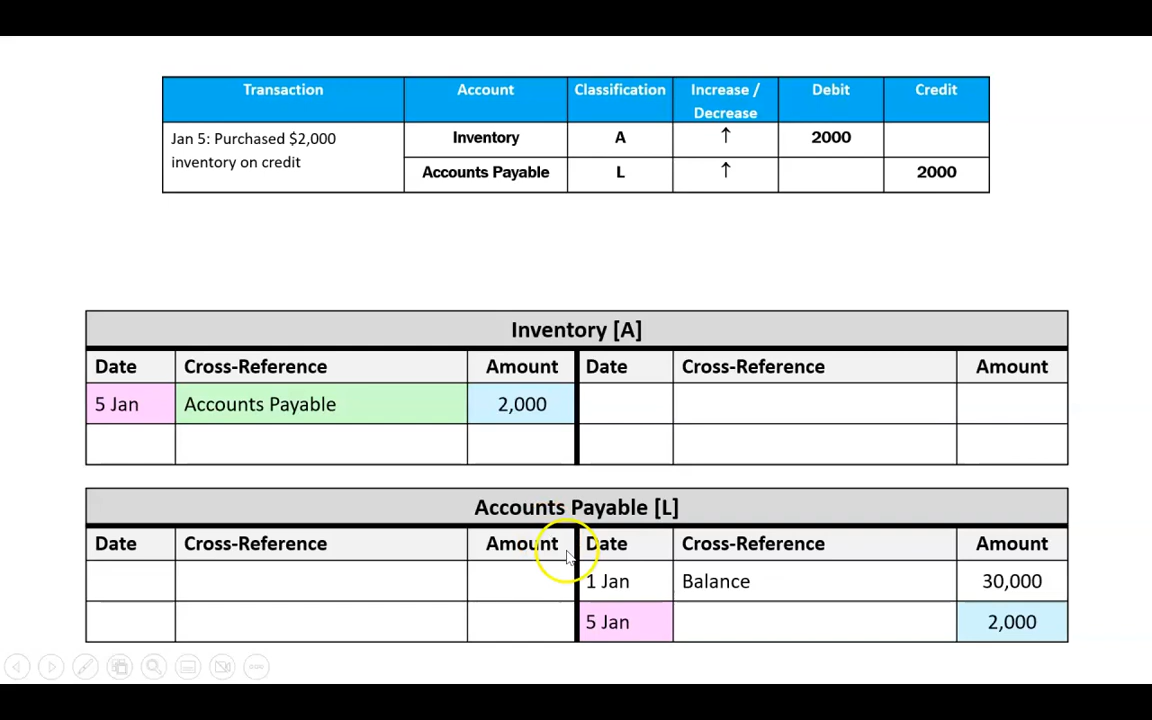 Transaction Account Classification Increase / Decrease Debit Credit
Jan 5: Purchased $2,000 inventory on credit
Inventory A ↑ 2000
Accounts Payable L ↑ 2000
Inventory [A]
Date Cross-Reference Amount Date Cross-Reference Amount
5 Jan Accounts Payable 2,000
Accounts Payable [L]
Date Cross-Reference Amount Date Cross-Reference Amount
1 Jan Balance 30,000
5 Jan 2,000